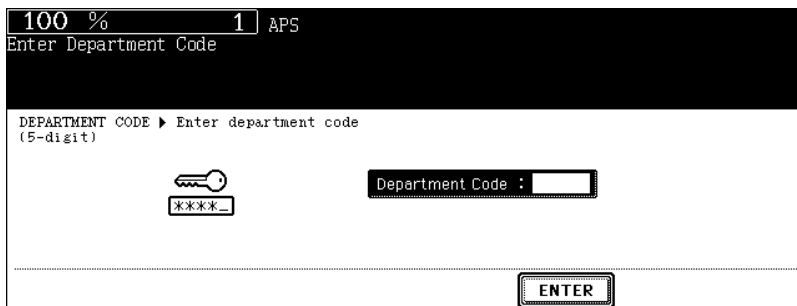 100 % 1 APS
Enter Department Code
DEPARTMENT CODE ▶ Enter department code
(5-digit)
****_
Department Code :
ENTER